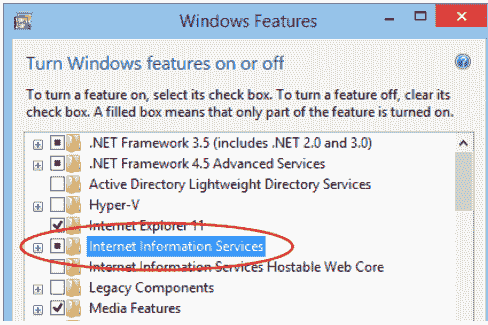 Windows Features
Turn Windows features on or off
To turn a feature on, select its check box. To turn a feature off, clear its
check box. A filled box means that only part of the feature is turned on.
.NET Framework 3.5 (includes .NET 2.0 and 3.0)
.NET Framework 4.5 Advanced Services
Active Directory Lightweight Directory Services
Hyper-V
Internet Explorer 11
Internet Information Services
Internet Information Services Hostable Web Core
Legacy Components
Media Features